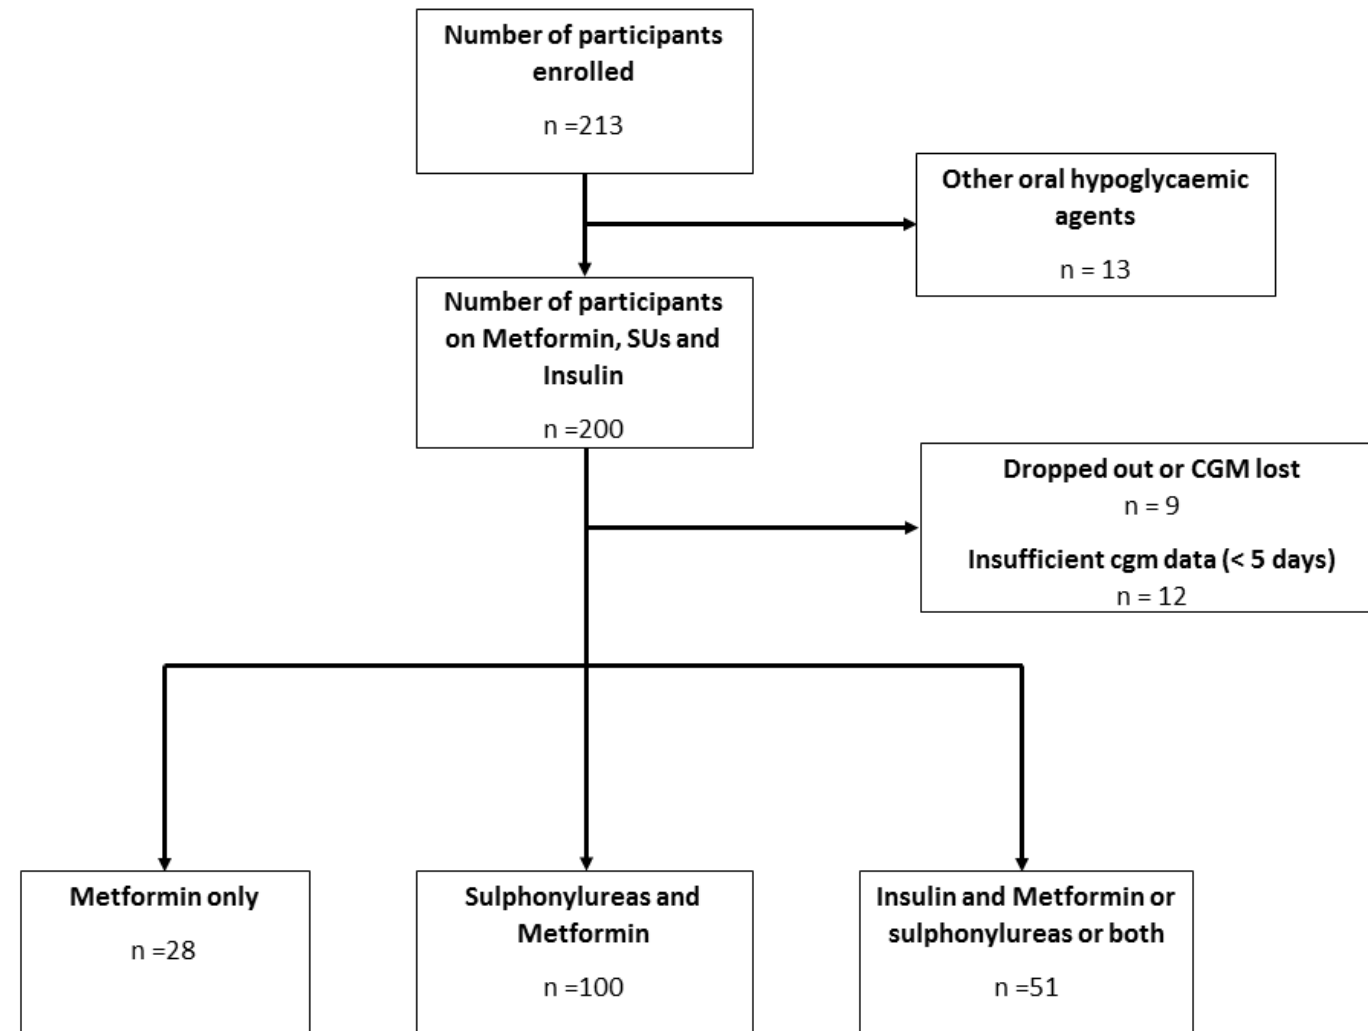 Number of participants
enrolled
n =213
Other oral hypoglycaemic
agents
n = 13
Number of participants
on Metformin, SUs and
Insulin
n =200
Dropped out or CGM lost
n = 9
Insufficient cgm data (< 5 days)
n = 12
Metformin only
n =28
Sulphonylureas and
Metformin
n =100
Insulin and Metformin or
sulphonylureas or both
n =51